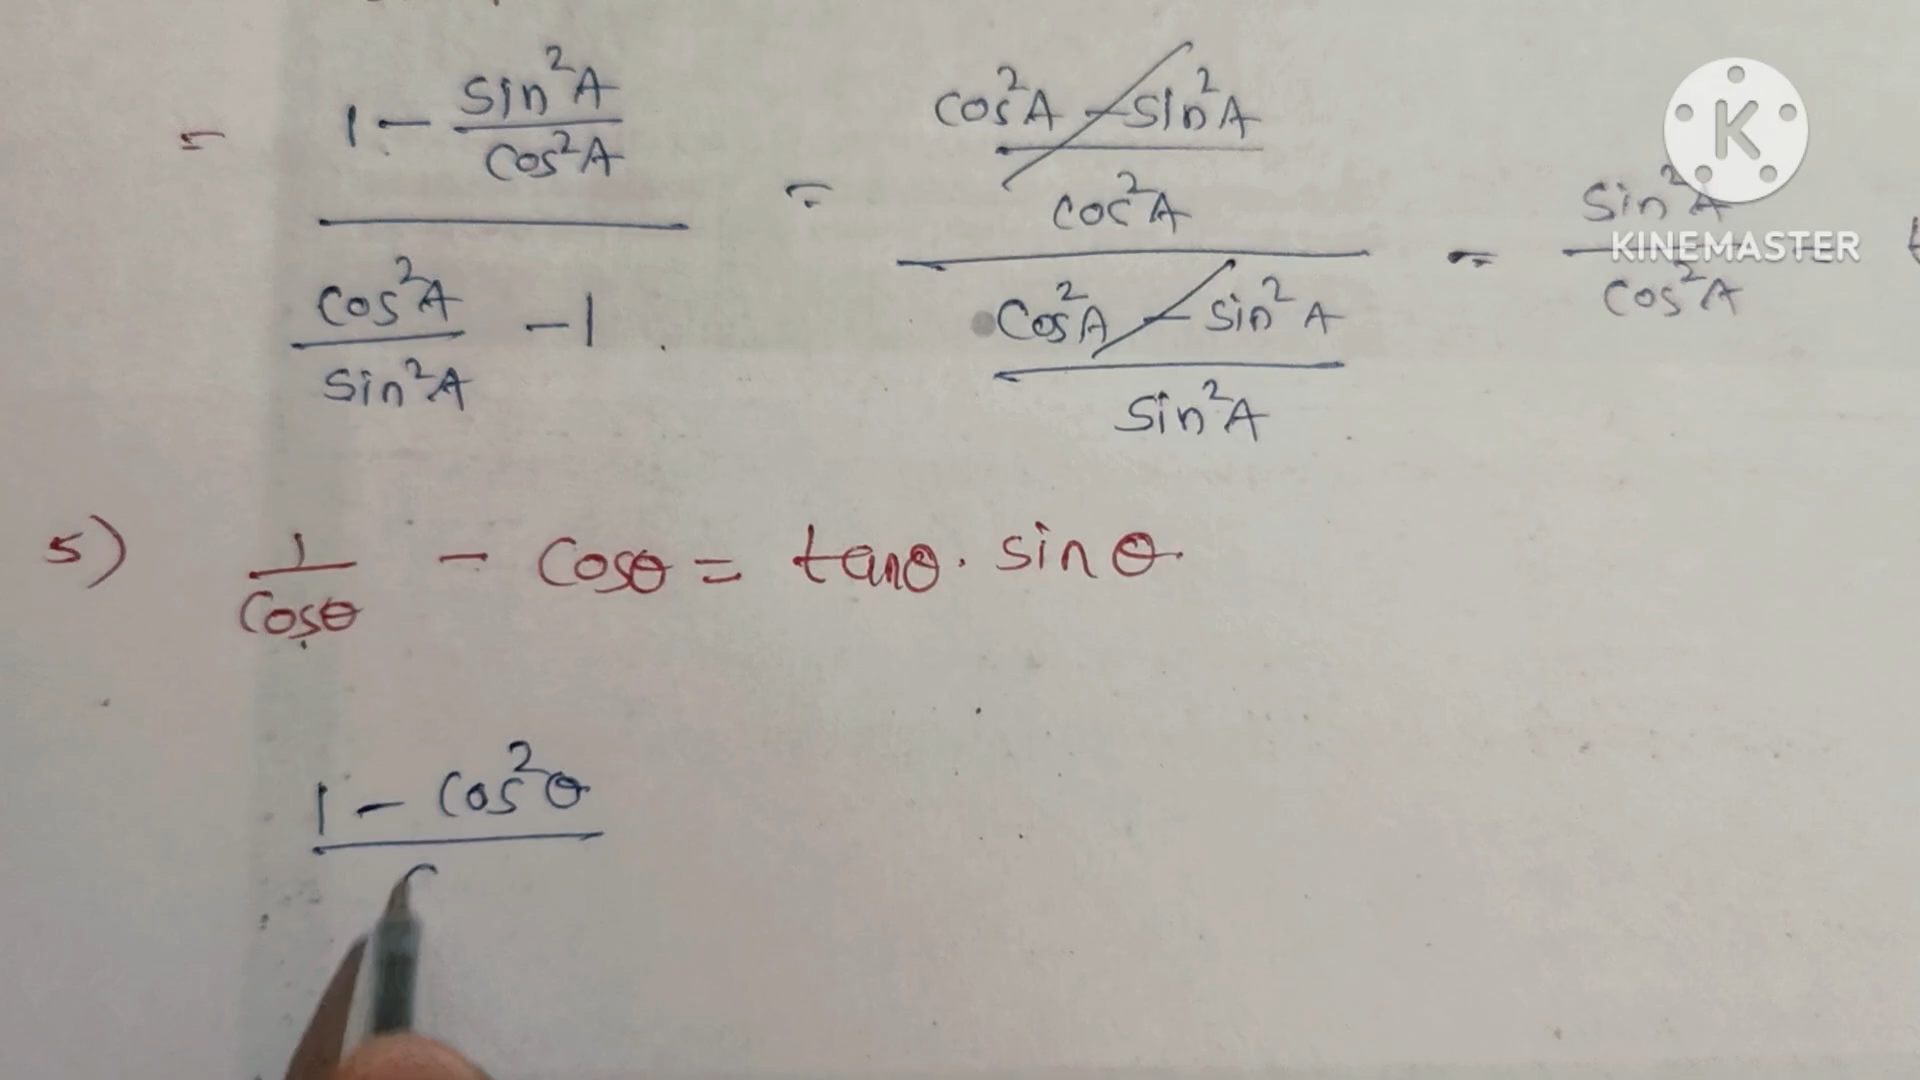 = (1 - sin²A/cos²A) / (cos²A/sin²A - 1) = ((cos²A - sin²A)/cos²A) / ((cos²A - sin²A)/sin²A) = sin²A/cos²A =
K
KINEMASTER
5) 1/cosθ - cosθ = tanθ . sinθ
1 - cos²θ